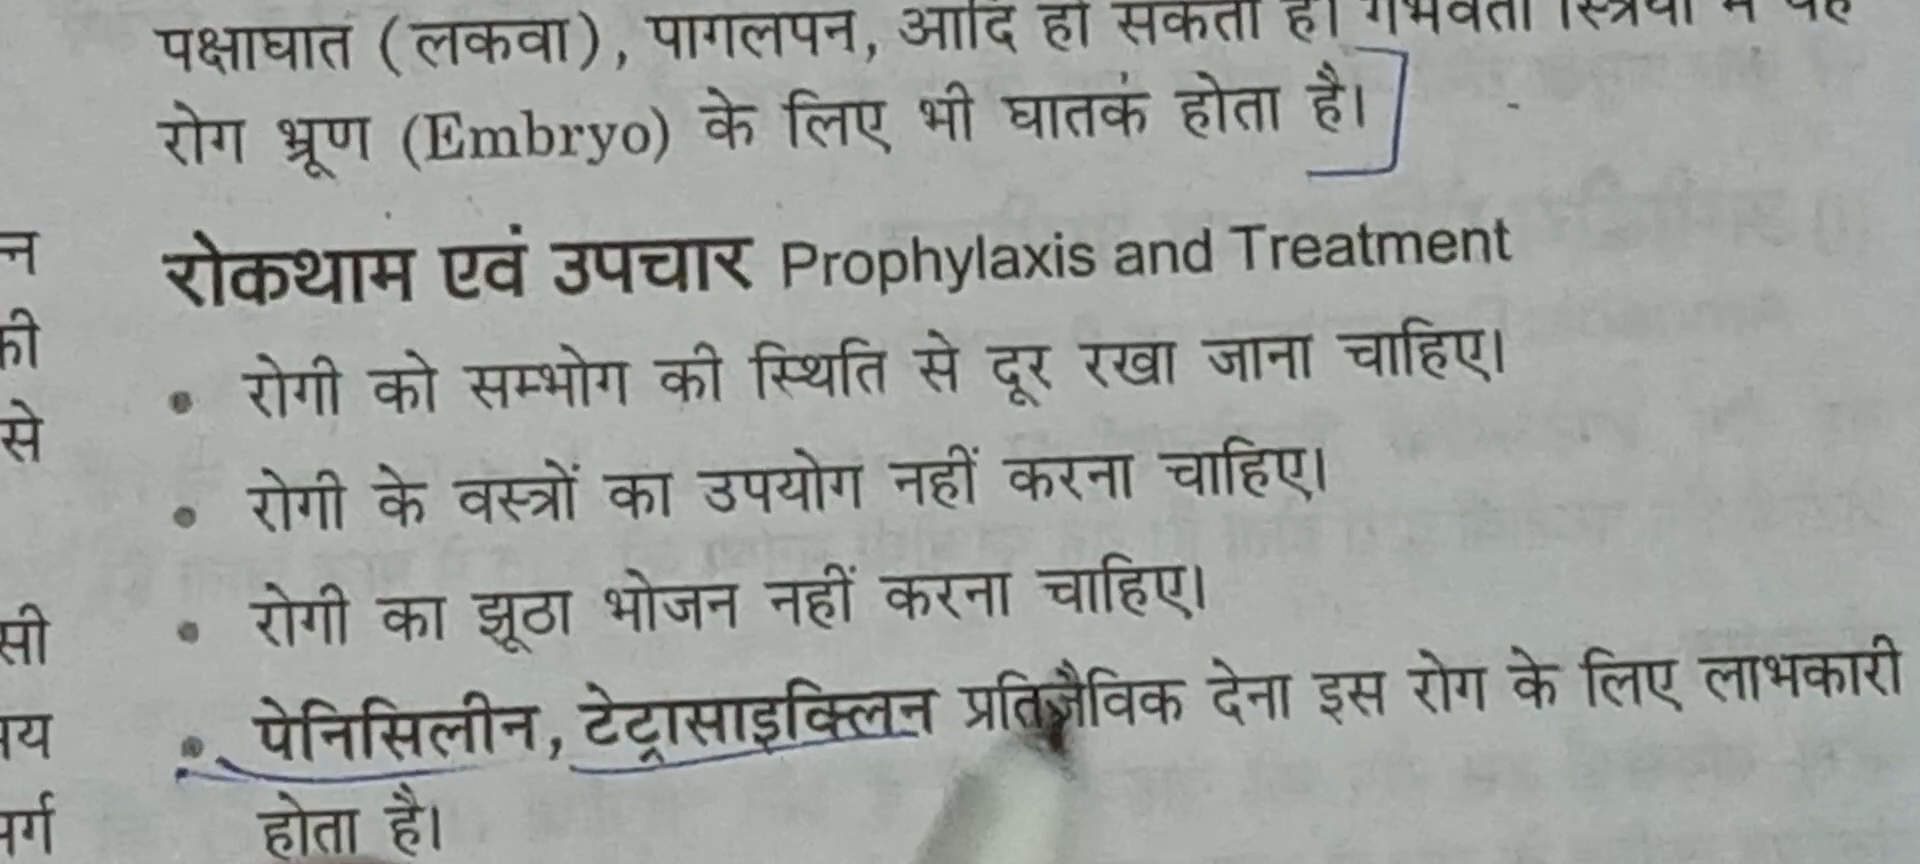 पक्षाघात (लकवा), पागलपन, आदि हो सकता है। गर्भवती स्त्रियों में यह
रोग भ्रूण (Embryo) के लिए भी घातक होता है।
रोकथाम एवं उपचार Prophylaxis and Treatment
• रोगी को सम्भोग की स्थिति से दूर रखा जाना चाहिए।
• रोगी के वस्त्रों का उपयोग नहीं करना चाहिए।
• रोगी का झूठा भोजन नहीं करना चाहिए।
• पेनिसिलीन, टेट्रासाइक्लिन प्रतिजैविक देना इस रोग के लिए लाभकारी
होता है।